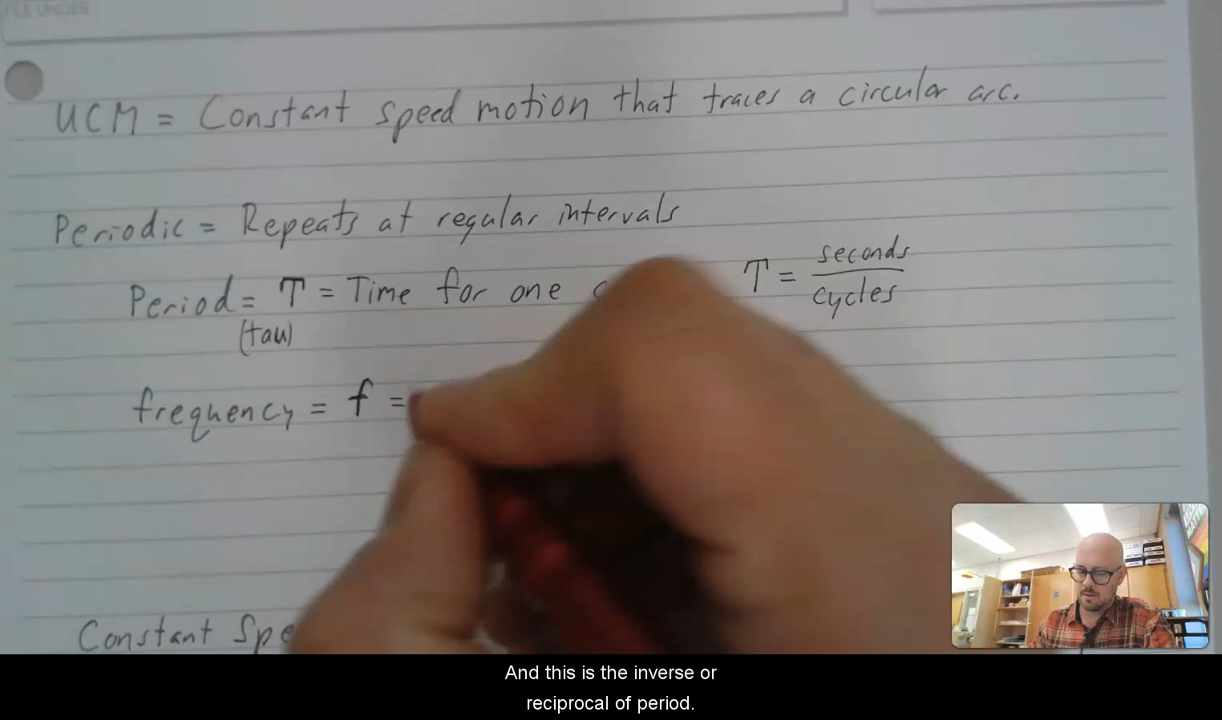 FILE UNDER
UCM = Constant speed motion that traces a circular arc.
Periodic = Repeats at regular intervals
Period = T = Time for one T = seconds / cycles
(tau)
frequency = f =
Constant Spe
And this is the inverse or
reciprocal of period.